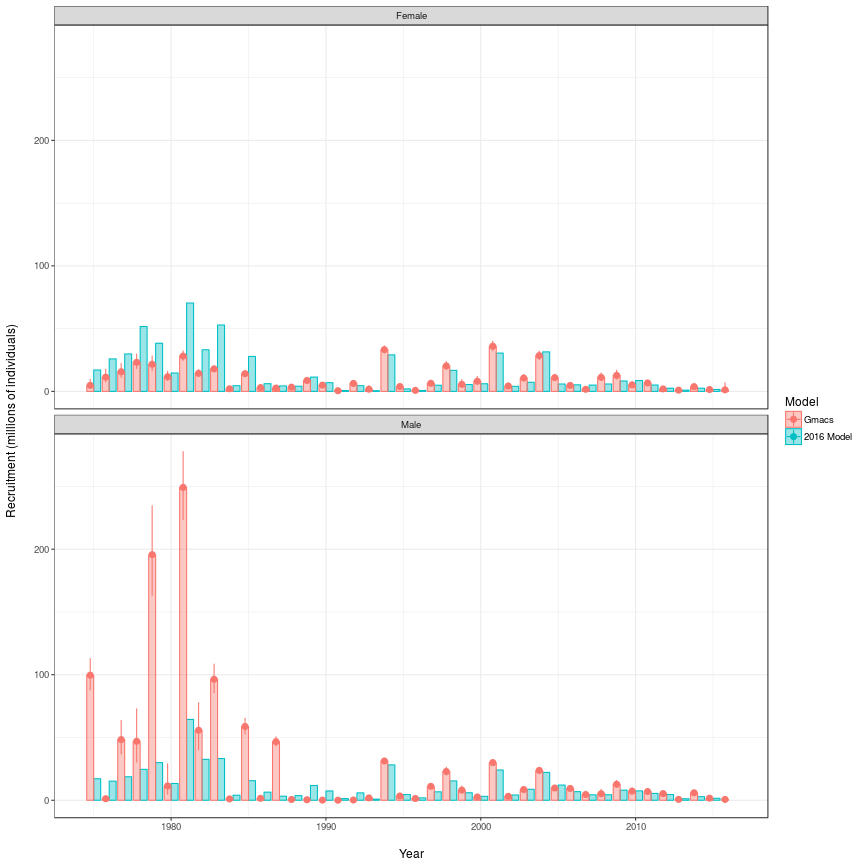 Female
200
100
0
Male
200
100
0
1980
1990
2000
2010
Year
Recruitment (millions of individuals)
Model
Gmacs
2016 Model